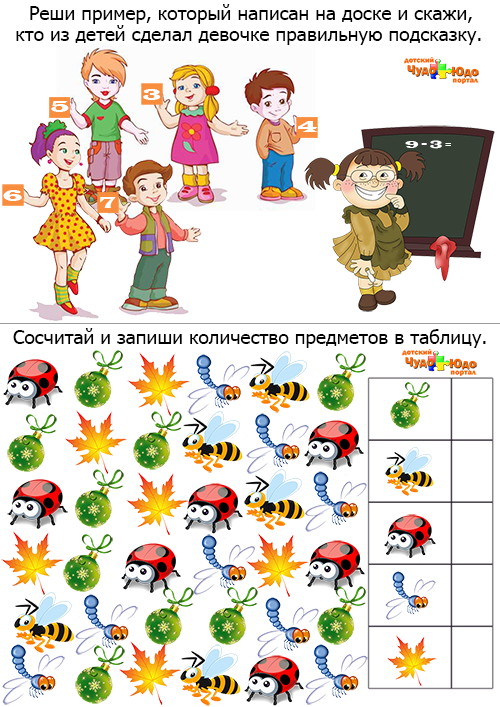 Реши пример, который написан на доске и скажи,
кто из детей сделал девочке правильную подсказку.
детский
Чудо-Юдо
портал
5
3
4
6
7
9-3=
Сосчитай и запиши количество предметов в таблицу.
детский
Чудо-Юдо
портал